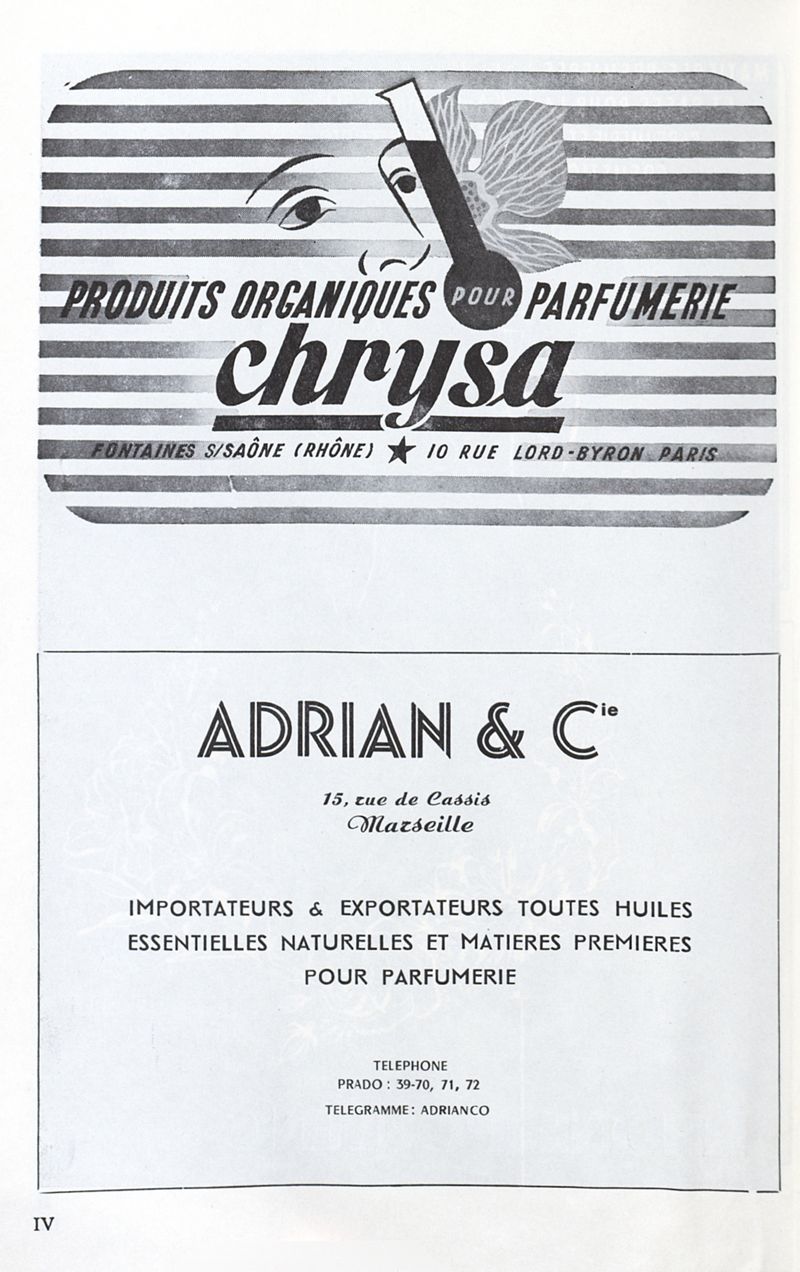 PRODUITS ORGANIQUES POUR PARFUMERIE
chrysa
FONTAINES S/SAÔNE (RHÔNE) ★ 10 RUE LORD-BYRON PARIS
ADRIAN & Cie
15, rue de Cassis
Marseille
IMPORTATEURS & EXPORTATEURS TOUTES HUILES
ESSENTIELLES NATURELLES ET MATIERES PREMIERES
POUR PARFUMERIE
TELEPHONE
PRADO : 39-70, 71, 72
TELEGRAMME : ADRIANCO
IV